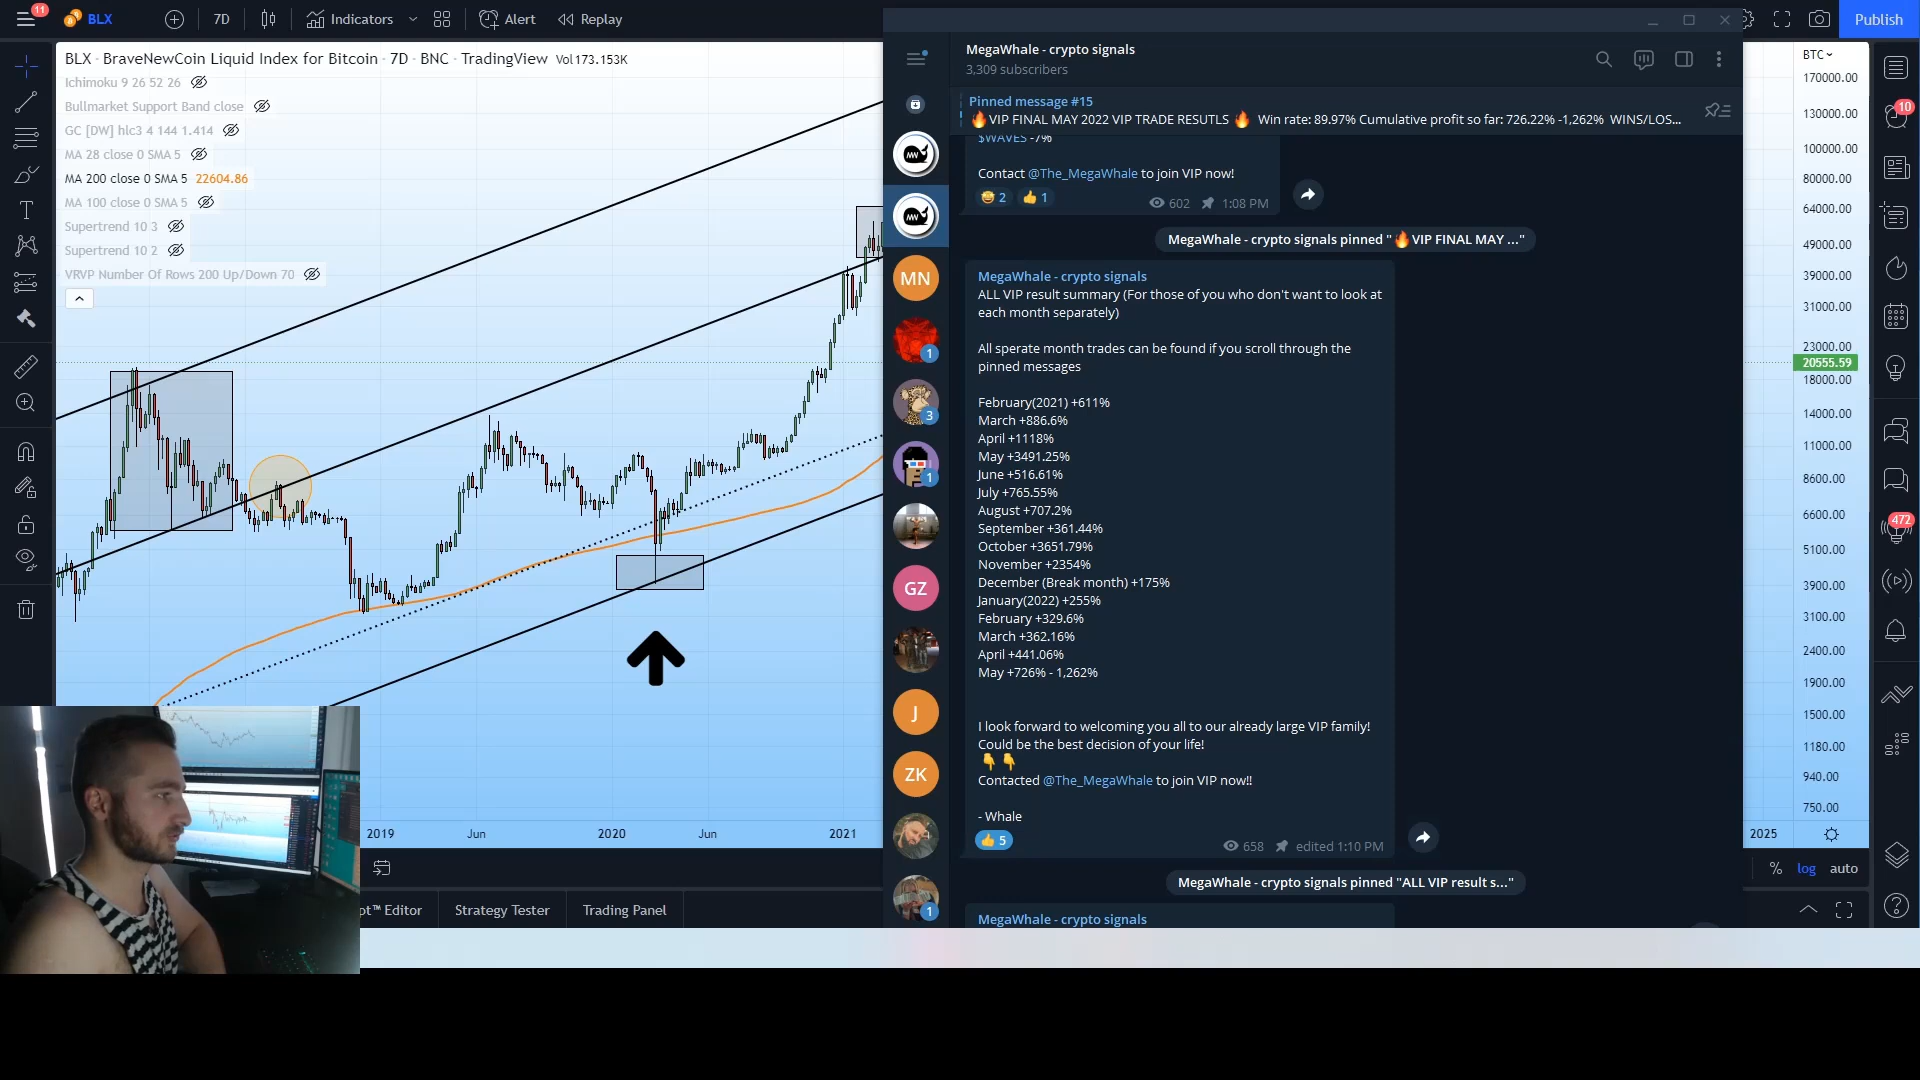 11
BLX
7D
Indicators
Alert
Replay
Publish
BLX · BraveNewCoin Liquid Index for Bitcoin · 7D · BNC · TradingView Vol173.153K
Ichimoku 9 26 52 26
Bullmarket Support Band close
GC [DW] hlc3 4 144 1.414
MA 28 close 0 SMA 5
MA 200 close 0 SMA 5 22604.86
MA 100 close 0 SMA 5
Supertrend 10 3
Supertrend 10 2
VRVP Number Of Rows 200 Up/Down 70
2019
Jun
2020
Jun
2021
pt™ Editor
Strategy Tester
Trading Panel
MegaWhale - crypto signals
3,309 subscribers
Pinned message #15
🔥VIP FINAL MAY 2022 VIP TRADE RESUTLS 🔥 Win rate: 89.97% Cumulative profit so far: 726.22% -1,262% WINS/LOS...
$WAVES -7%
Contact @The_MegaWhale to join VIP now!
🤩 2 👍 1
602 1:08 PM
MegaWhale - crypto signals pinned "🔥VIP FINAL MAY ..."
MegaWhale - crypto signals
ALL VIP result summary (For those of you who don't want to look at
each month separately)
All sperate month trades can be found if you scroll through the
pinned messages
February(2021) +611%
March +886.6%
April +1118%
May +3491.25%
June +516.61%
July +765.55%
August +707.2%
September +361.44%
October +3651.79%
November +2354%
December (Break month) +175%
January(2022) +255%
February +329.6%
March +362.16%
April +441.06%
May +726% - 1,262%
I look forward to welcoming you all to our already large VIP family!
Could be the best decision of your life!
👇👇
Contacted @The_MegaWhale to join VIP now!!
- Whale
👍 5
658 edited 1:10 PM
MegaWhale - crypto signals pinned "ALL VIP result s..."
MegaWhale - crypto signals
MW
MW
MN
1
3
1
GZ
J
ZK
1
BTC
170000.00
130000.00
100000.00
80000.00
64000.00
49000.00
39000.00
31000.00
23000.00
20555.59
18000.00
14000.00
11000.00
8600.00
6600.00
5100.00
3900.00
3100.00
2400.00
1900.00
1500.00
1180.00
940.00
750.00
2025
% log auto
10
472